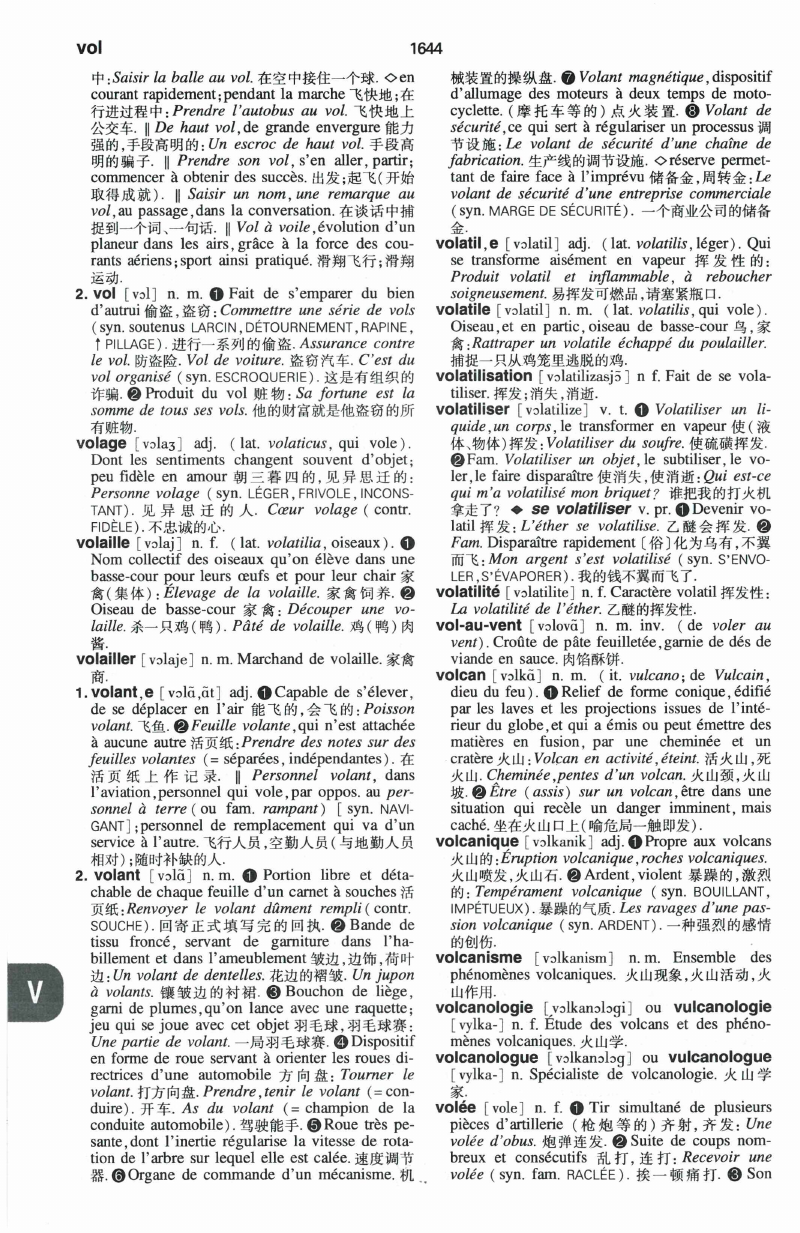 vol
1644
中:Saisir la balle au vol. 在空中接住一个球. ◇en
courant rapidement;pendant la marche 飞快地;在
行进过程中:Prendre l'autobus au vol. 飞快地上
公交车. ‖ De haut vol,de grande envergure 能力
强的,手段高明的:Un escroc de haut vol. 手段高
明的骗子. ‖ Prendre son vol, s'en aller, partir;
commencer à obtenir des succès. 出发;起飞(开始
取得成就). ‖ Saisir un nom, une remarque au
vol,au passage,dans la conversation. 在谈话中捕
捉到一个词、一句话. ‖ Vol à voile,évolution d'un
planeur dans les airs,grâce à la force des cou-
rants aériens;sport ainsi pratiqué. 滑翔飞行;滑翔
运动.
2. vol [vɔl] n. m. ❶ Fait de s'emparer du bien
d'autrui 偷盗,盗窃:Commettre une série de vols
(syn. soutenus LARCIN, DÉTOURNEMENT, RAPINE,
↑PILLAGE). 进行一系列的偷盗. Assurance contre
le vol. 防盗险. Vol de voiture. 盗窃汽车. C'est du
vol organisé (syn. ESCROQUERIE). 这是有组织的
诈骗. ❷ Produit du vol 赃物: Sa fortune est la
somme de tous ses vols. 他的财富就是他盗窃的所
有赃物.
volage [vɔlaʒ] adj. (lat. volaticus, qui vole).
Dont les sentiments changent souvent d'objet;
peu fidèle en amour 朝三暮四的,见异思迁的:
Personne volage (syn. LÉGER, FRIVOLE, INCONS-
TANT). 见异思迁的人. Cœur volage (contr.
FIDÈLE). 不忠诚的心.
volaille [vɔlaj] n. f. (lat. volatilia, oiseaux). ❶
Nom collectif des oiseaux qu'on élève dans une
basse-cour pour leurs œufs et pour leur chair 家
禽(集体): Élevage de la volaille. 家禽饲养. ❷
Oiseau de basse-cour 家禽: Découper une vo-
laille. 杀一只鸡(鸭). Pâté de volaille. 鸡(鸭)肉
酱.
volailler [vɔlaje] n. m. Marchand de volaille. 家禽
商.
1. volant,e [vɔlɑ̃,ɑ̃t] adj. ❶Capable de s'élever,
de se déplacer en l'air 能飞的,会飞的: Poisson
volant. 飞鱼. ❷Feuille volante,qui n'est attachée
à aucune autre 活页纸:Prendre des notes sur des
feuilles volantes (= séparées, indépendantes). 在
活页纸上作记录. ‖ Personnel volant, dans
l'aviation,personnel qui vole,par oppos. au per-
sonnel à terre (ou fam. rampant) [syn. NAVI-
GANT];personnel de remplacement qui va d'un
service à l'autre. 飞行人员,空勤人员(与地勤人员
相对);随时补缺的人.
2. volant [vɔlɑ̃] n. m. ❶ Portion libre et déta-
chable de chaque feuille d'un carnet à souches 活
页纸:Renvoyer le volant dûment rempli (contr.
SOUCHE). 回寄正式填写完的回执. ❷ Bande de
tissu froncé, servant de garniture dans l'ha-
billement et dans l'ameublement 皱边,边饰,荷叶
边: Un volant de dentelles. 花边的褶皱. Un jupon
à volants. 镶皱边的衬裙. ❸ Bouchon de liège,
garni de plumes,qu'on lance avec une raquette;
jeu qui se joue avec cet objet 羽毛球,羽毛球赛:
Une partie de volant. 一局羽毛球赛. ❹Dispositif
en forme de roue servant à orienter les roues di-
rectrices d'une automobile 方向盘: Tourner le
volant. 打方向盘. Prendre,tenir le volant (=con-
duire). 开车. As du volant (= champion de la
conduite automobile). 驾驶能手. ❺Roue très pe-
sante,dont l'inertie régularise la vitesse de rota-
tion de l'arbre sur lequel elle est calée. 速度调节
器. ❻Organe de commande d'un mécanisme. 机
械装置的操纵盘. ❼ Volant magnétique,dispositif
d'allumage des moteurs à deux temps de moto-
cyclette. (摩托车等的)点火装置. ❽ Volant de
sécurité,ce qui sert à régulariser un processus 调
节设施:Le volant de sécurité d'une chaîne de
fabrication. 生产线的调节设施. ◇réserve permet-
tant de faire face à l'imprévu 储备金,周转金:Le
volant de sécurité d'une entreprise commerciale
(syn. MARGE DE SÉCURITÉ). 一个商业公司的储备
金.
volatil,e [vɔlatil] adj. (lat. volatilis,léger). Qui
se transforme aisément en vapeur 挥发性的:
Produit volatil et inflammable, à reboucher
soigneusement. 易挥发可燃品,请塞紧瓶口.
volatile [vɔlatil] n. m. (lat. volatilis, qui vole).
Oiseau,et en partic,oiseau de basse-cour 鸟,家
禽:Rattraper un volatile échappé du poulailler.
捕捉一只从鸡笼里逃脱的鸡.
volatilisation [vɔlatilizasjɔ̃] n f. Fait de se vola-
tiliser. 挥发;消失,消逝.
volatiliser [vɔlatilize] v. t. ❶ Volatiliser un li-
quide,un corps,le transformer en vapeur 使(液
体、物体)挥发:Volatiliser du soufre. 使硫磺挥发.
❷Fam. Volatiliser un objet, le subtiliser, le vo-
ler,le faire disparaître 使消失,使消逝:Qui est-ce
qui m'a volatilisé mon briquet? 谁把我的打火机
拿走了? ◆ se volatiliser v. pr. ❶Devenir vo-
latil 挥发: L'éther se volatilise. 乙醚会挥发. ❷
Fam. Disparaître rapidement〔俗〕化为乌有,不翼
而飞: Mon argent s'est volatilisé (syn. S'ENVO-
LER,S'ÉVAPORER). 我的钱不翼而飞了.
volatilité [vɔlatilite] n. f. Caractère volatil 挥发性:
La volatilité de l'éther. 乙醚的挥发性.
vol-au-vent [vɔlovɑ̃] n. m. inv. (de voler au
vent). Croûte de pâte feuilletée,garnie de dés de
viande en sauce. 肉馅酥饼.
volcan [vɔlkɑ̃] n. m. (it. vulcano; de Vulcain,
dieu du feu). ❶Relief de forme conique,édifié
par les laves et les projections issues de l'inté-
rieur du globe,et qui a émis ou peut émettre des
matières en fusion, par une cheminée et un
cratère 火山:Volcan en activité,éteint. 活火山,死
火山. Cheminée,pentes d'un volcan. 火山颈,火山
坡. ❷ Être (assis) sur un volcan,être dans une
situation qui recèle un danger imminent, mais
caché. 坐在火山口上(喻危局一触即发).
volcanique [vɔlkanik] adj. ❶Propre aux volcans
火山的:Éruption volcanique,roches volcaniques.
火山喷发,火山石. ❷Ardent,violent 暴躁的,激烈
的: Tempérament volcanique (syn. BOUILLANT,
IMPÉTUEUX). 暴躁的气质. Les ravages d'une pas-
sion volcanique (syn. ARDENT). 一种强烈的感情
的创伤.
volcanisme [vɔlkanism] n. m. Ensemble des
phénomènes volcaniques. 火山现象,火山活动,火
山作用.
volcanologie [vɔlkanɔlɔgi] ou vulcanologie
[vylka-] n. f. Étude des volcans et des phéno-
mènes volcaniques. 火山学.
volcanologue [vɔlkanɔlɔg] ou vulcanologue
[vylka-] n. Spécialiste de volcanologie. 火山学
家.
volée [vole] n. f. ❶ Tir simultané de plusieurs
pièces d'artillerie (枪炮等的)齐射,齐发: Une
volée d'obus. 炮弹连发. ❷ Suite de coups nom-
breux et consécutifs 乱打,连打: Recevoir une
volée (syn. fam. RACLÉE). 挨一顿痛打. ❸ Son
V